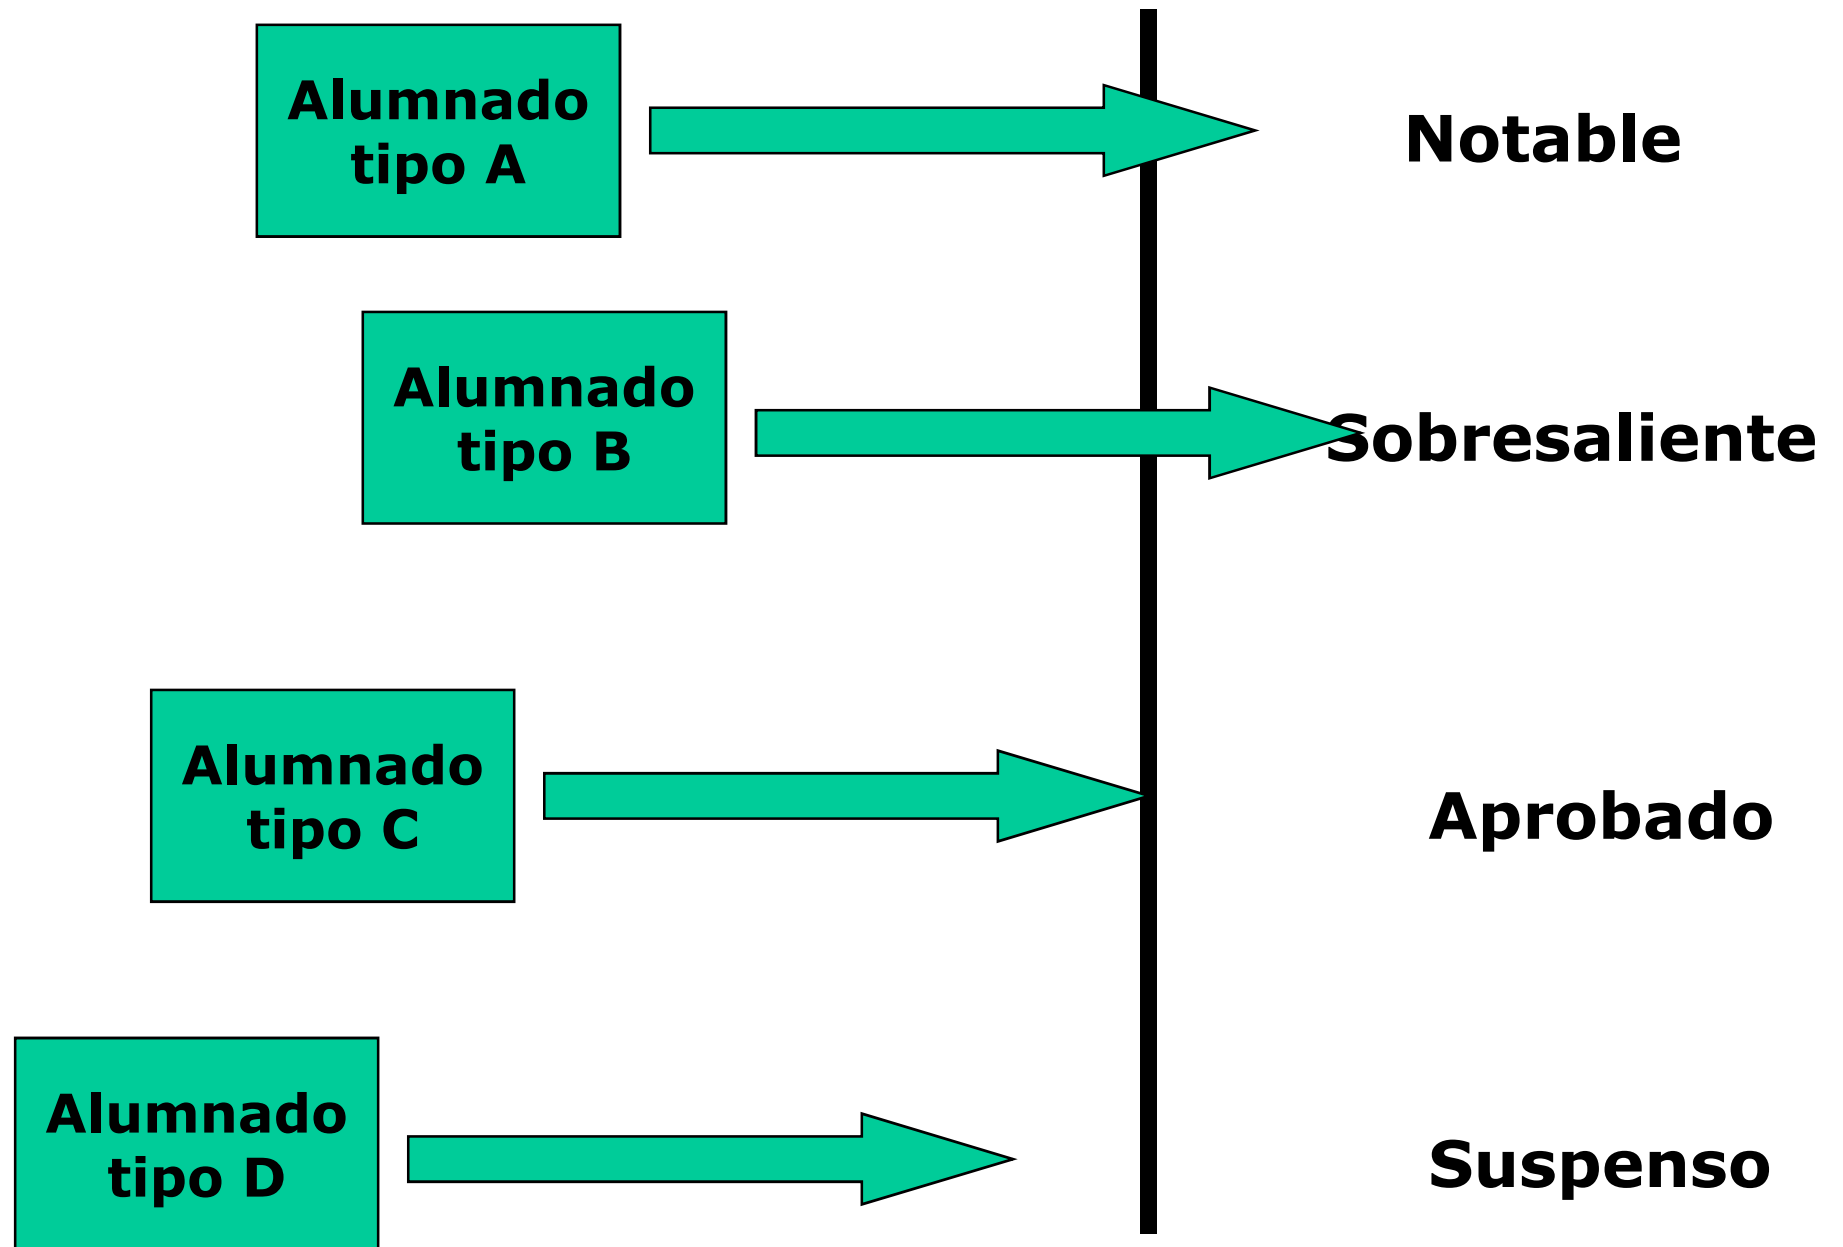 Alumnado
tipo A
Notable
Alumnado
tipo B
Sobresaliente
Alumnado
tipo C
Aprobado
Alumnado
tipo D
Suspenso